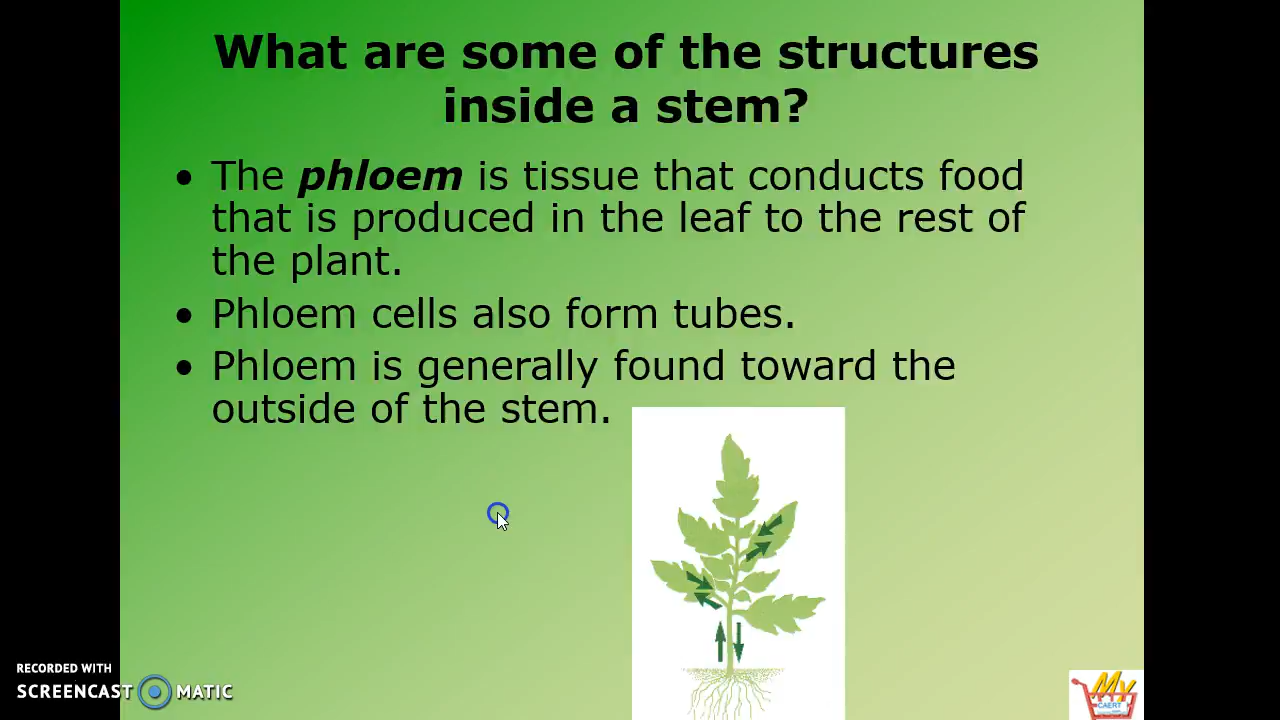 What are some of the structures
inside a stem?
• The phloem is tissue that conducts food
that is produced in the leaf to the rest of
the plant.
• Phloem cells also form tubes.
• Phloem is generally found toward the
outside of the stem.
RECORDED WITH
SCREENCAST MATIC
My
CAERT